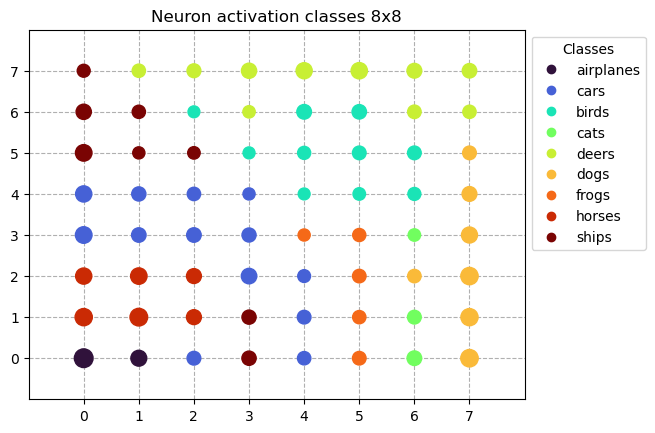 Neuron activation classes 8x8
7
6
5
4
3
2
1
0
0 1 2 3 4 5 6 7
Classes
airplanes
cars
birds
cats
deers
dogs
frogs
horses
ships